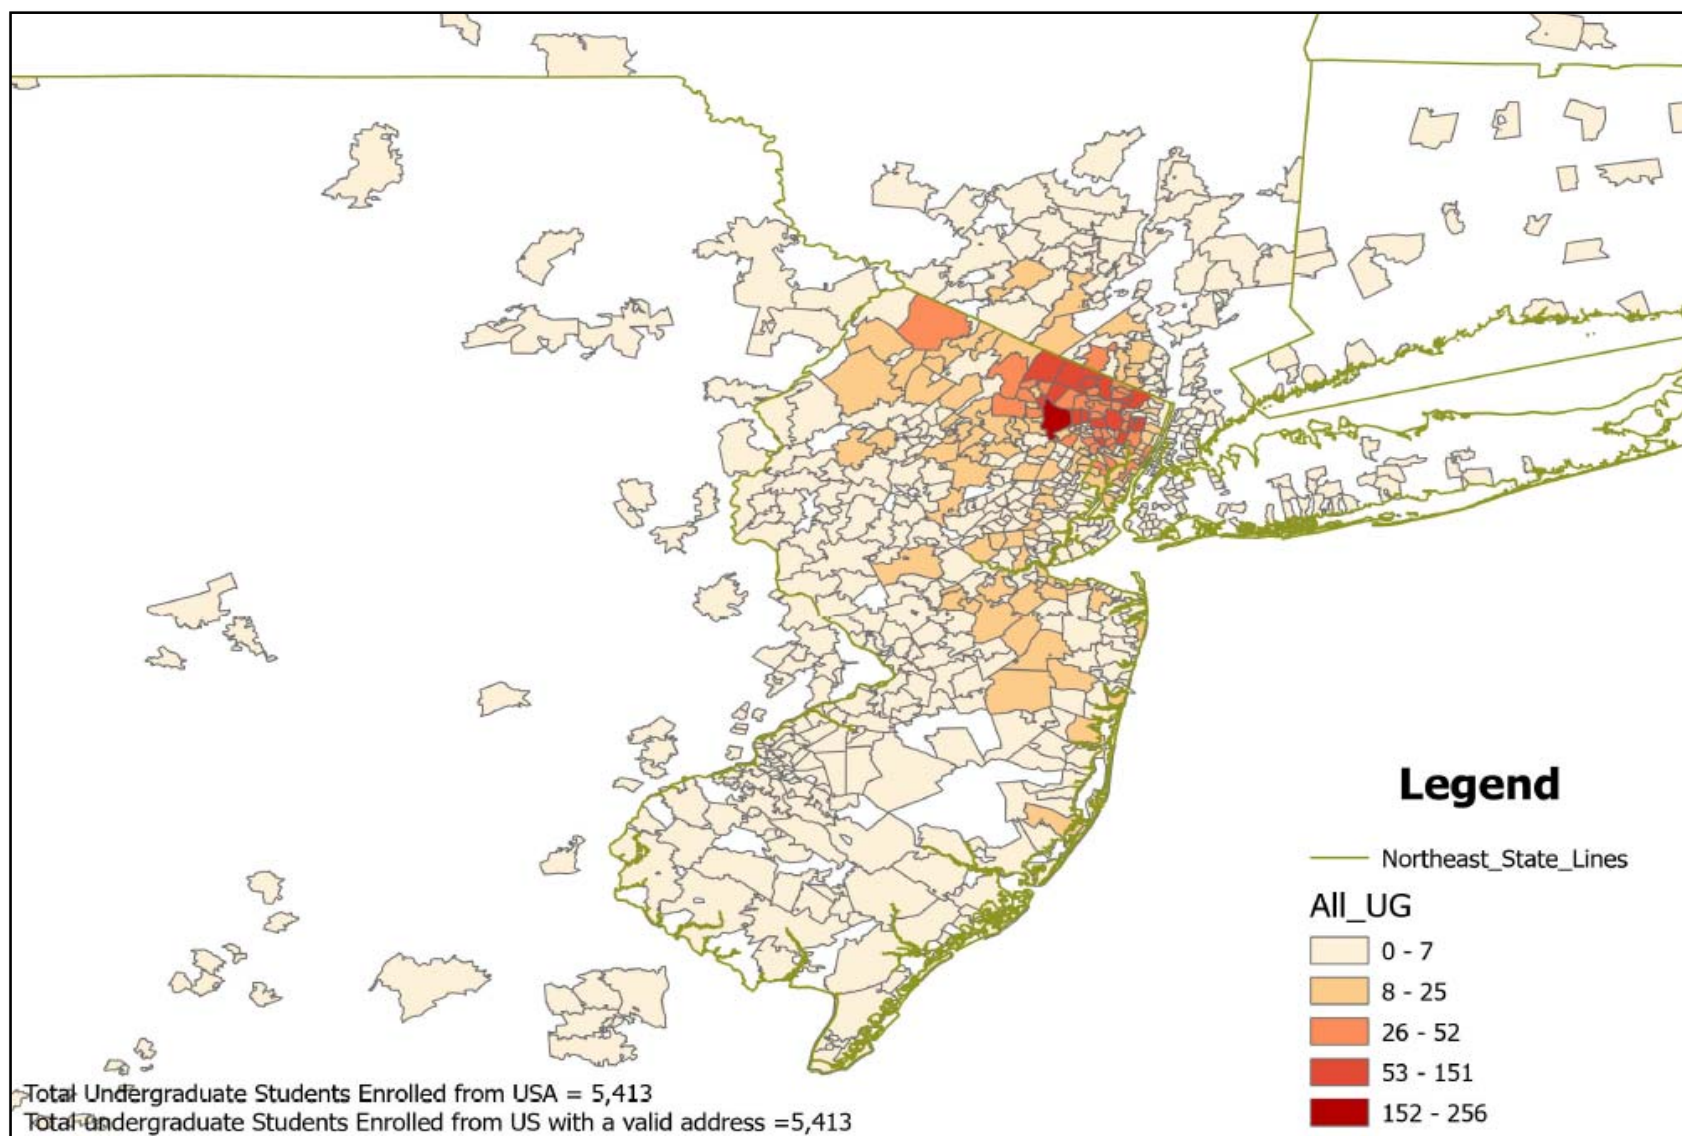 Legend
Northeast_State_Lines
All_UG
0 - 7
8 - 25
26 - 52
53 - 151
152 - 256
Total Undergraduate Students Enrolled from USA = 5,413
Total undergraduate Students Enrolled from US with a valid address =5,413